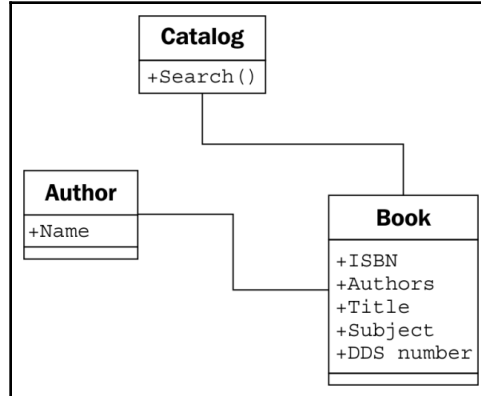 Catalog
+Search()
Author
+Name
Book
+ISBN
+Authors
+Title
+Subject
+DDS number